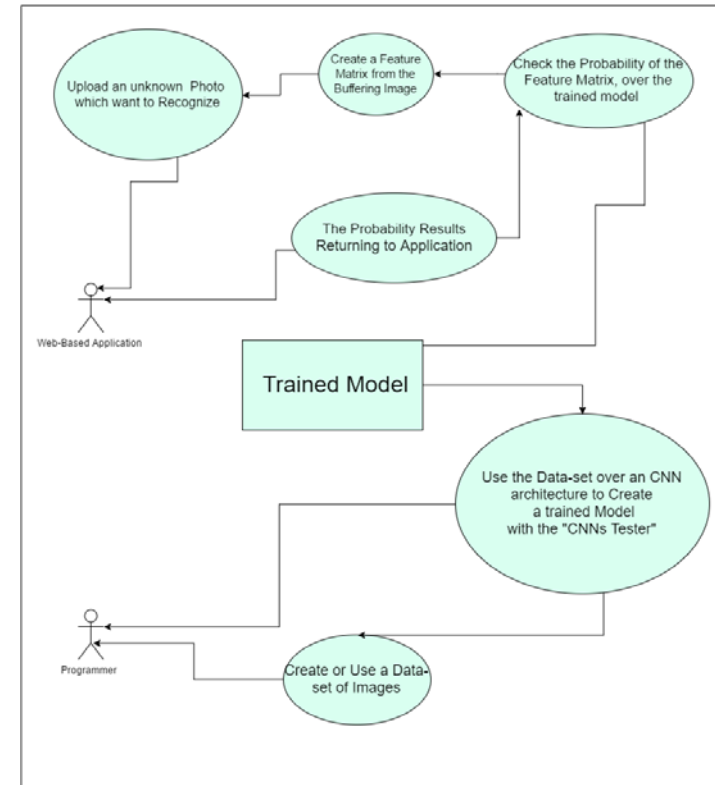 Upload an unknown Photo
which want to Recognize
Create a Feature
Matrix from the
Buffering Image
Check the Probability of the
Feature Matrix, over the
trained model
The Probability Results
Returning to Application
Web-Based Application
Trained Model
Use the Data-set over an CNN
architecture to Create
a trained Model
with the "CNNs Tester"
Programmer
Create or Use a Data-
set of Images